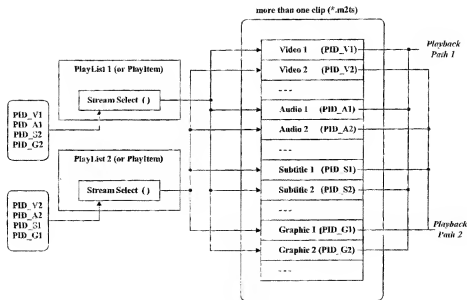 more than one clip (*.m2ts)
PlayList 1 (or PlayItem)
Stream Select ( )
PID_V1
PID_A1
PID_S2
PID_G2
PlayList 2 (or PlayItem)
Stream Select ( )
PID_V2
PID_A2
PID_S1
PID_G1
Video 1 (PID_V1)
Video 2 (PID_V2)
---
Audio 1 (PID_A1)
Audio 2 (PID_A2)
---
Subtitle 1 (PID_S1)
Subtitle 2 (PID_S2)
---
Graphic 1 (PID_G1)
Graphic 2 (PID_G2)
---
Playback
Path 1
Playback
Path 2